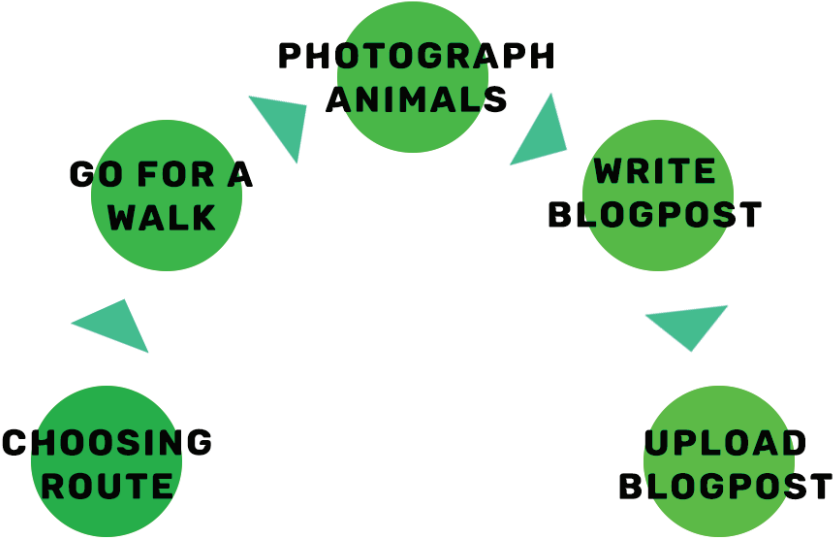 CHOOSING
ROUTE
GO FOR A
WALK
PHOTOGRAPH
ANIMALS
WRITE
BLOGPOST
UPLOAD
BLOGPOST